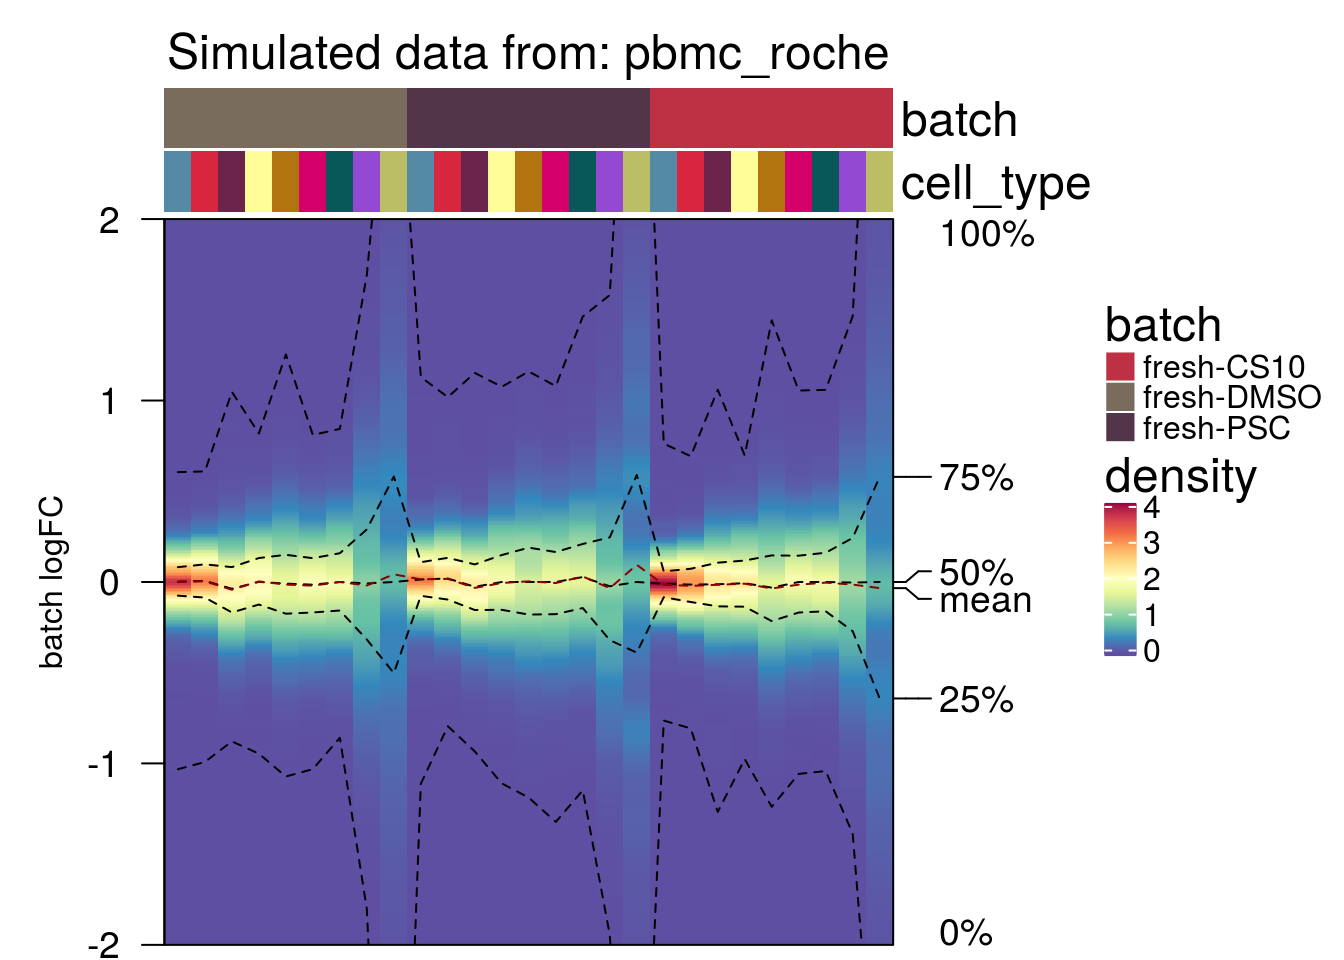 Simulated data from: pbmc_roche
batch
cell_type
2
1
0
-1
-2
batch logFC
100%
75%
50%
mean
25%
0%
batch
fresh-CS10
fresh-DMSO
fresh-PSC
density
4
3
2
1
0